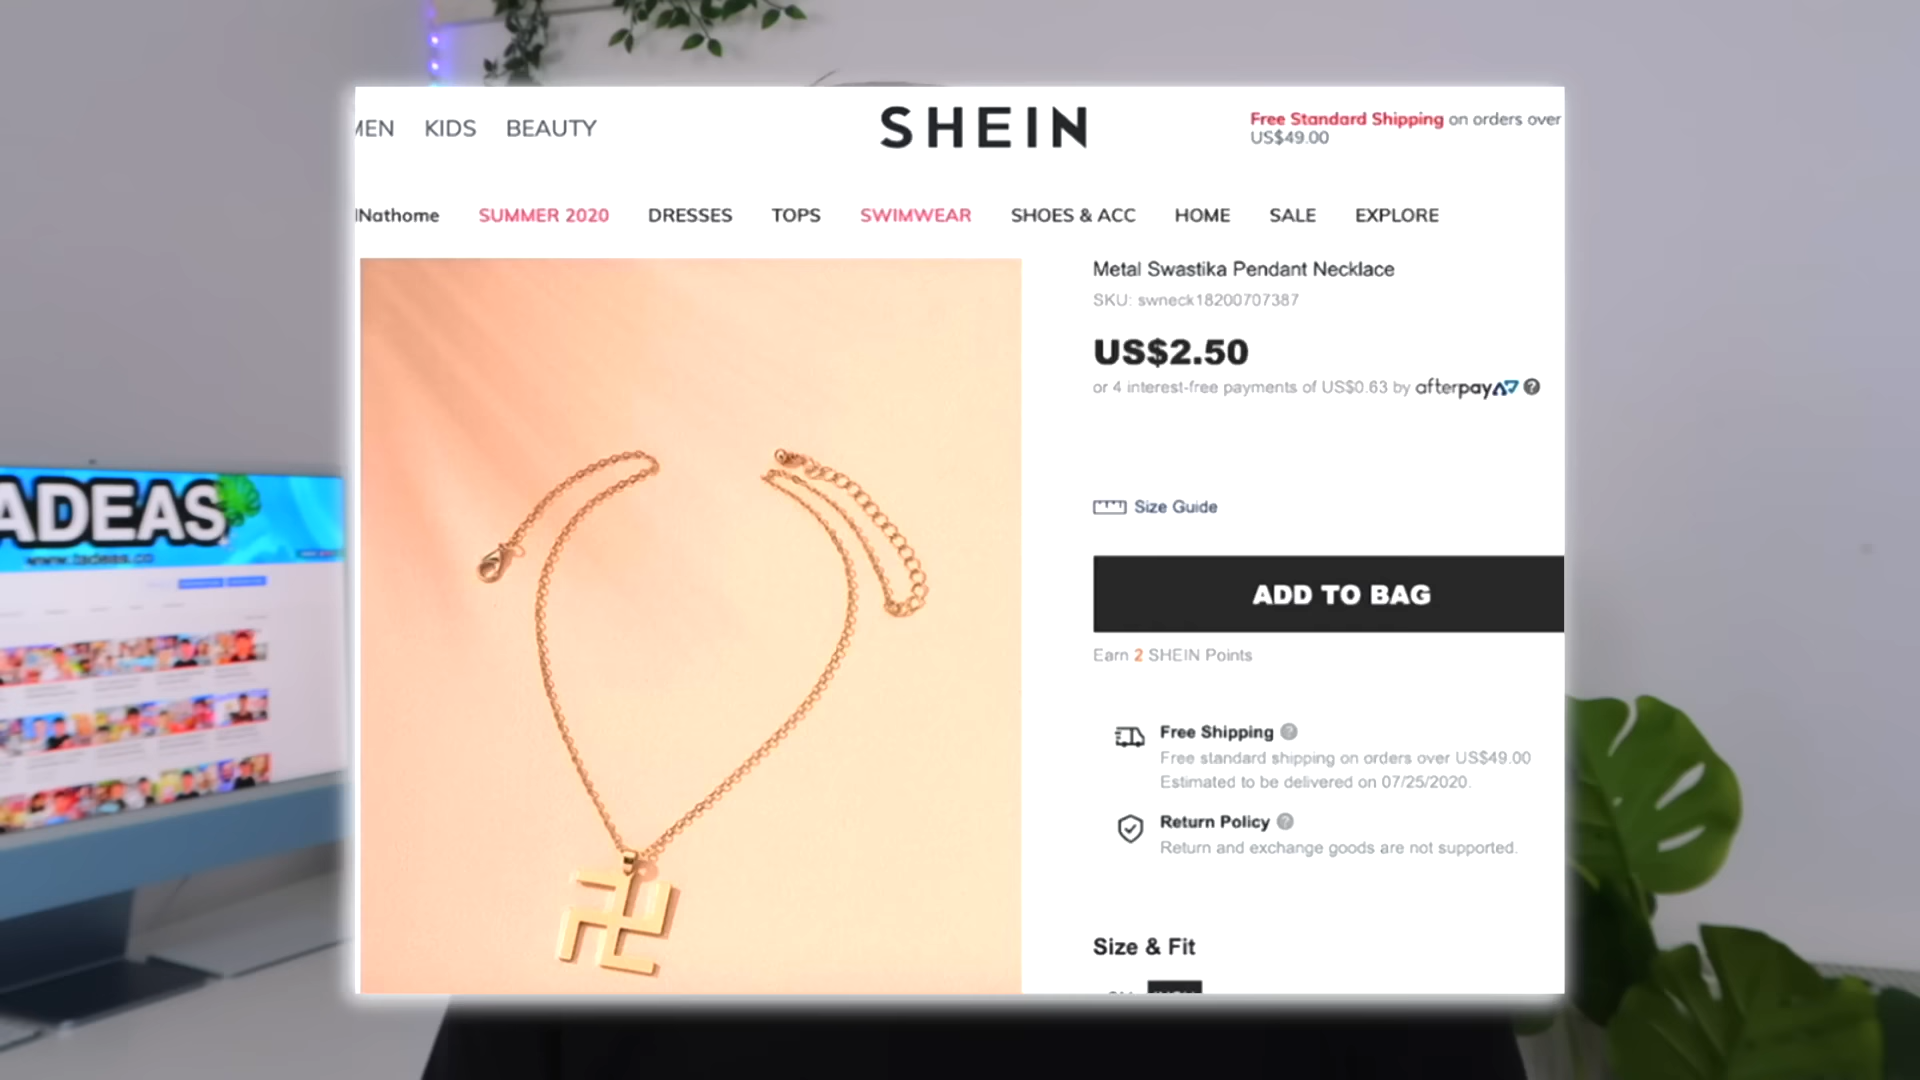 MEN KIDS BEAUTY
SHEIN
Free Standard Shipping on orders over
US$49.00
SUMMER 2020 DRESSES TOPS SWIMWEAR SHOES & ACC HOME SALE EXPLORE
Metal Swastika Pendant Necklace
SKU: swneck18200707387
US$2.50
or 4 interest-free payments of US$0.63 by afterpay
Size Guide
ADD TO BAG
Earn 2 SHEIN Points
Free Shipping
Free standard shipping on orders over US$49.00
Estimated to be delivered on 07/25/2020.
Return Policy
Return and exchange goods are not supported.
Size & Fit
ADEAS
www.tadeas.co